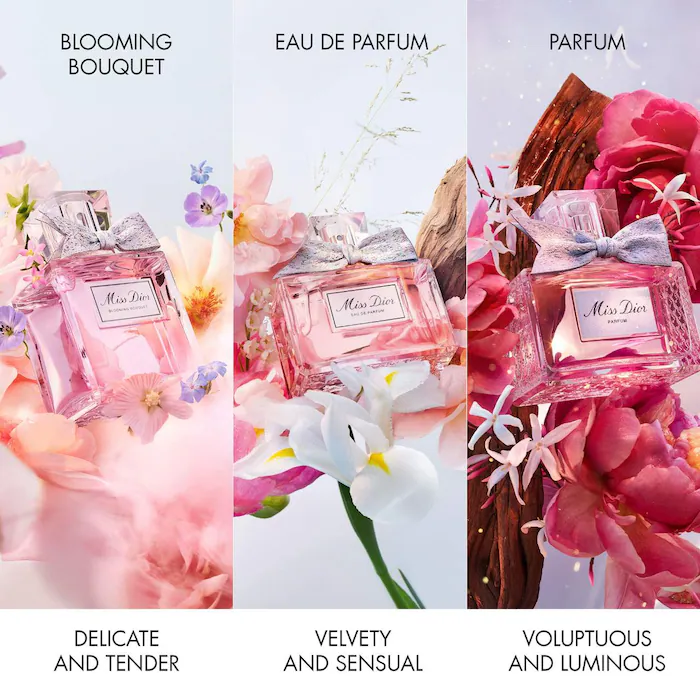 BLOOMING
BOUQUET
Miss Dior
BLOOMING BOUQUET
DELICATE
AND TENDER
EAU DE PARFUM
Miss Dior
EAU DE PARFUM
VELVETY
AND SENSUAL
PARFUM
Miss Dior
PARFUM
VOLUPTUOUS
AND LUMINOUS